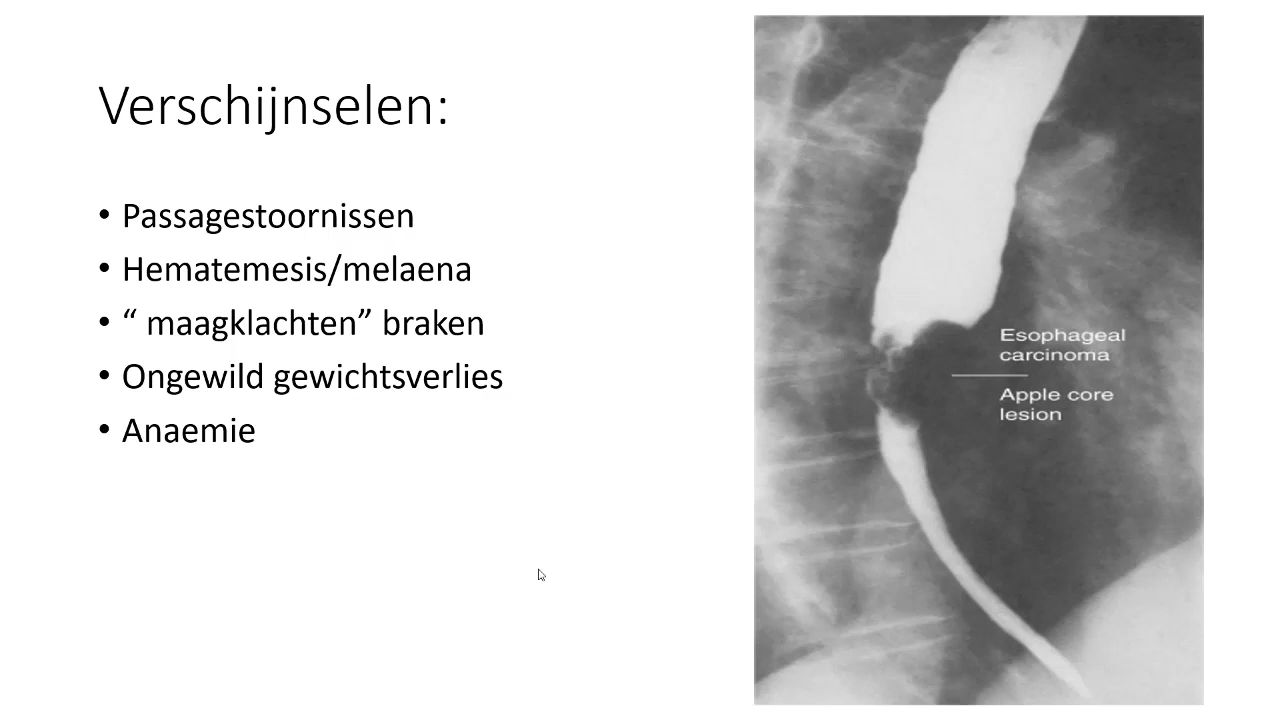 Verschijnselen:
• Passagestoornissen
• Hematemesis/melaena
• “ maagklachten” braken
• Ongewild gewichtsverlies
• Anaemie
Esophageal
carcinoma
Apple core
lesion